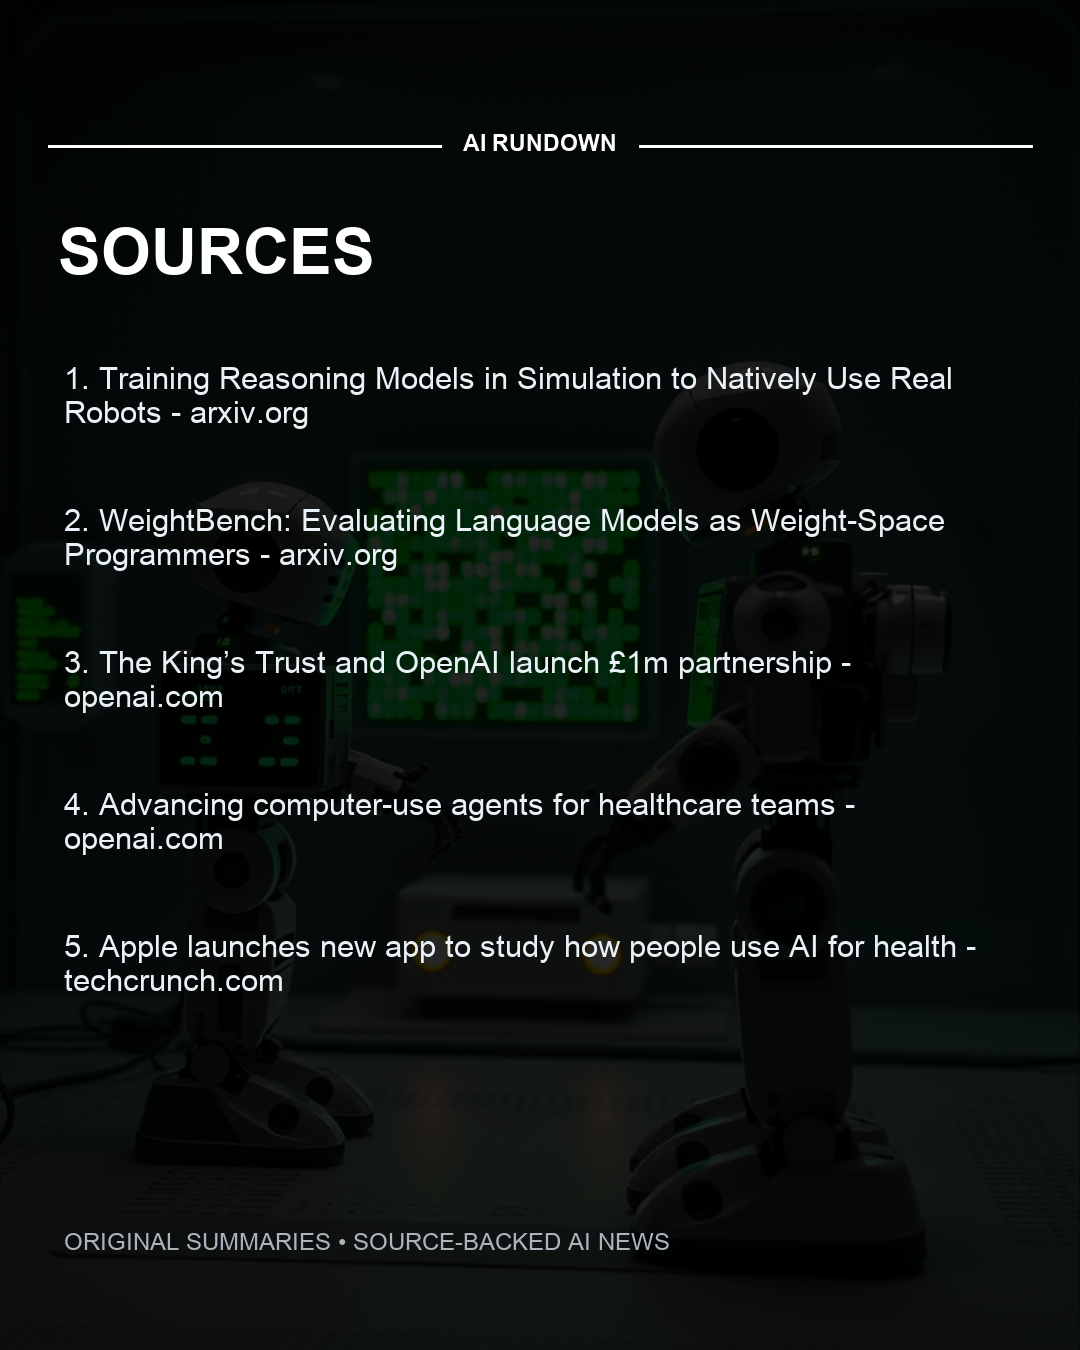 AI RUNDOWN
SOURCES
1. Training Reasoning Models in Simulation to Natively Use Real
Robots - arxiv.org
2. WeightBench: Evaluating Language Models as Weight-Space
Programmers - arxiv.org
3. The King’s Trust and OpenAI launch £1m partnership -
openai.com
4. Advancing computer-use agents for healthcare teams -
openai.com
5. Apple launches new app to study how people use AI for health -
techcrunch.com
ORIGINAL SUMMARIES • SOURCE-BACKED AI NEWS